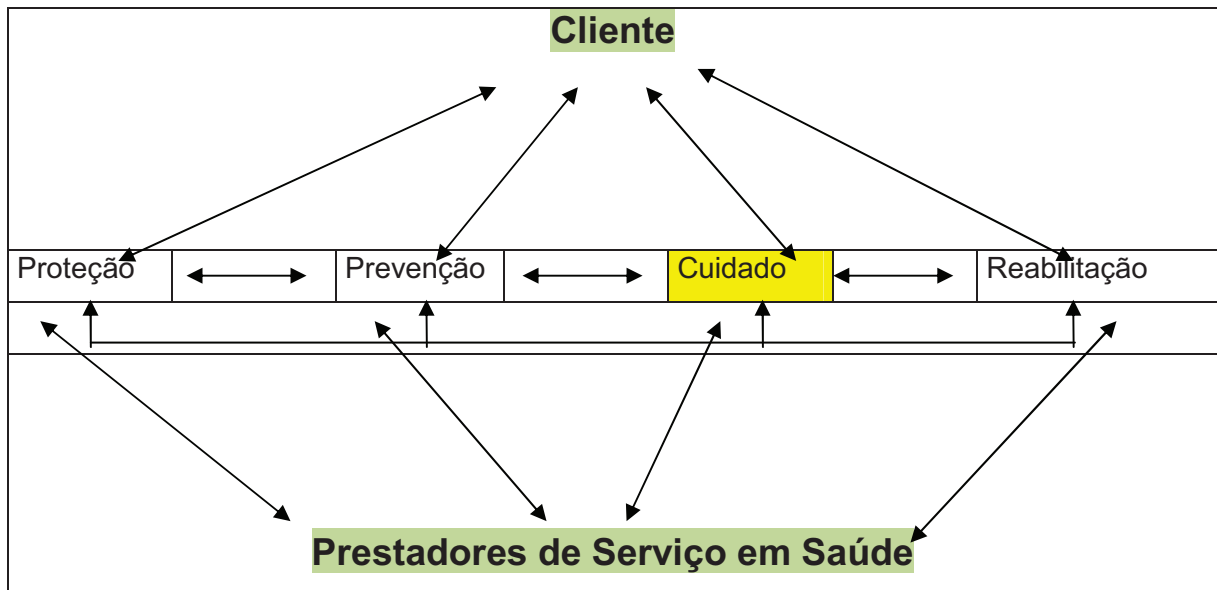 Cliente
Proteção
Prevenção
Cuidado
Reabilitação
Prestadores de Serviço em Saúde